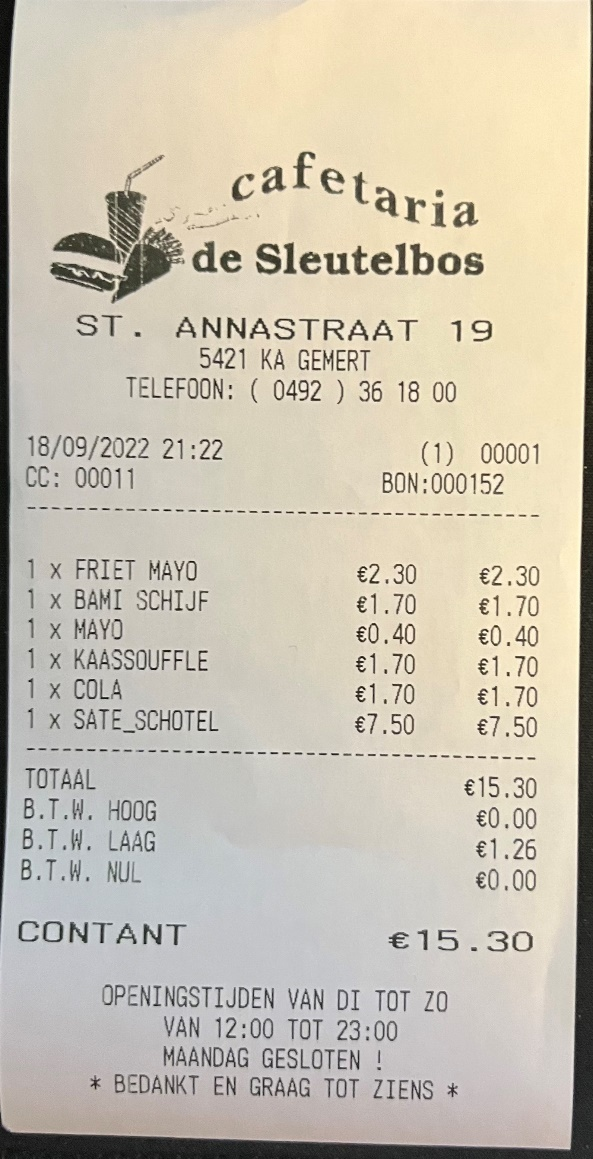 cafetaria
de Sleutelbos
ST. ANNASTRAAT 19
5421 KA GEMERT
TELEFOON: ( 0492 ) 36 18 00
18/09/2022 21:22 (1) 00001
CC: 00011 BON:000152
1 x FRIET MAYO €2.30 €2.30
1 x BAMI SCHIJF €1.70 €1.70
1 x MAYO €0.40 €0.40
1 x KAASSOUFFLE €1.70 €1.70
1 x COLA €1.70 €1.70
1 x SATE_SCHOTEL €7.50 €7.50
TOTAAL €15.30
B.T.W. HOOG €0.00
B.T.W. LAAG €1.26
B.T.W. NUL €0.00
CONTANT €15.30
OPENINGSTIJDEN VAN DI TOT ZO
VAN 12:00 TOT 23:00
MAANDAG GESLOTEN !
* BEDANKT EN GRAAG TOT ZIENS *